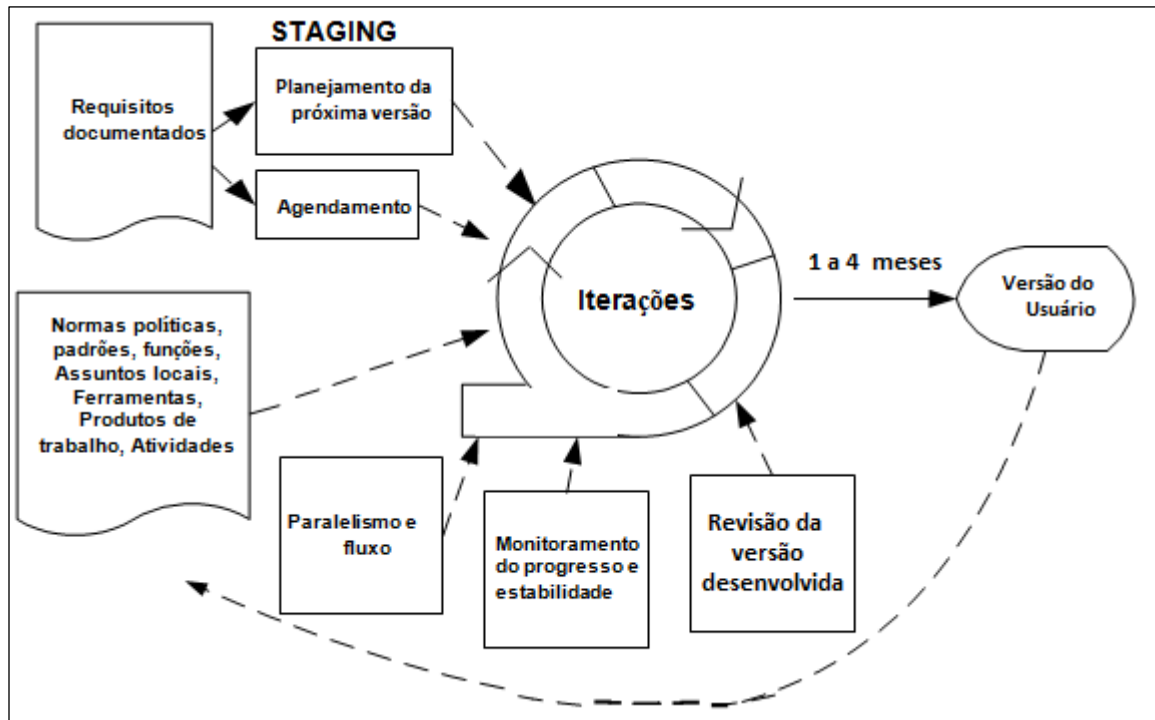 STAGING
Requisitos
documentados
Planejamento da
próxima versão
Agendamento
Iterações
1 a 4 meses
Versão do
Usuário
Normas políticas,
padrões, funções,
Assuntos locais,
Ferramentas,
Produtos de
trabalho, Atividades
Paralelismo e
fluxo
Monitoramento
do progresso e
estabilidade
Revisão da
versão
desenvolvida